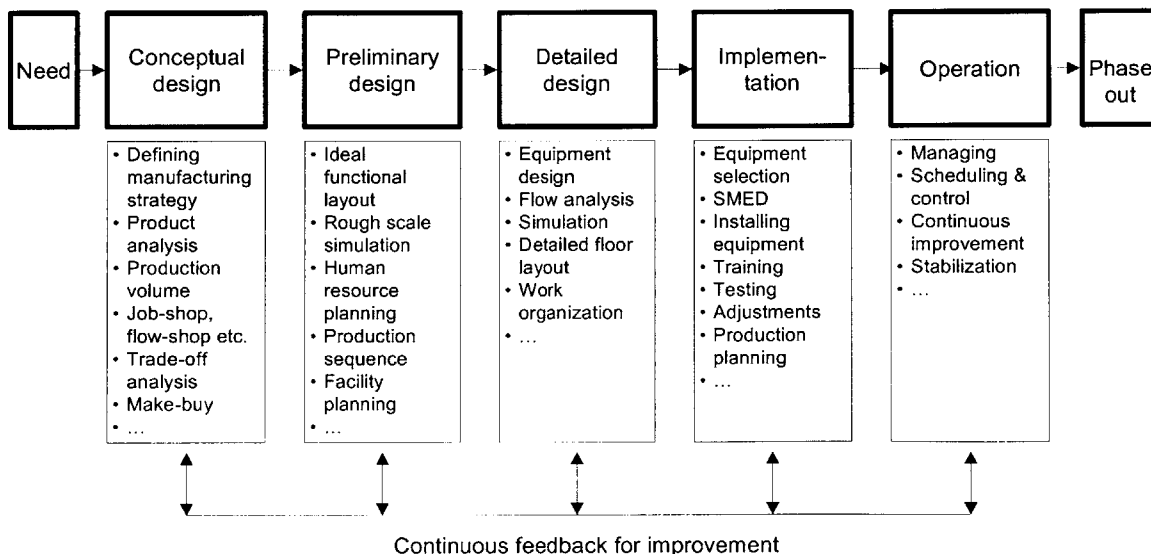 Need
Conceptual
design
Preliminary
design
Detailed
design
Implemen-
tation
Operation
Phase
out
• Defining
manufacturing
strategy
• Product
analysis
• Production
volume
• Job-shop,
flow-shop etc.
• Trade-off
analysis
• Make-buy
• ...
• Ideal
functional
layout
• Rough scale
simulation
• Human
resource
planning
• Production
sequence
• Facility
planning
• ...
• Equipment
design
• Flow analysis
• Simulation
• Detailed floor
layout
• Work
organization
• ...
• Equipment
selection
• SMED
• Installing
equipment
• Training
• Testing
• Adjustments
• Production
planning
• ...
• Managing
• Scheduling &
control
• Continuous
improvement
• Stabilization
• ...
Continuous feedback for improvement